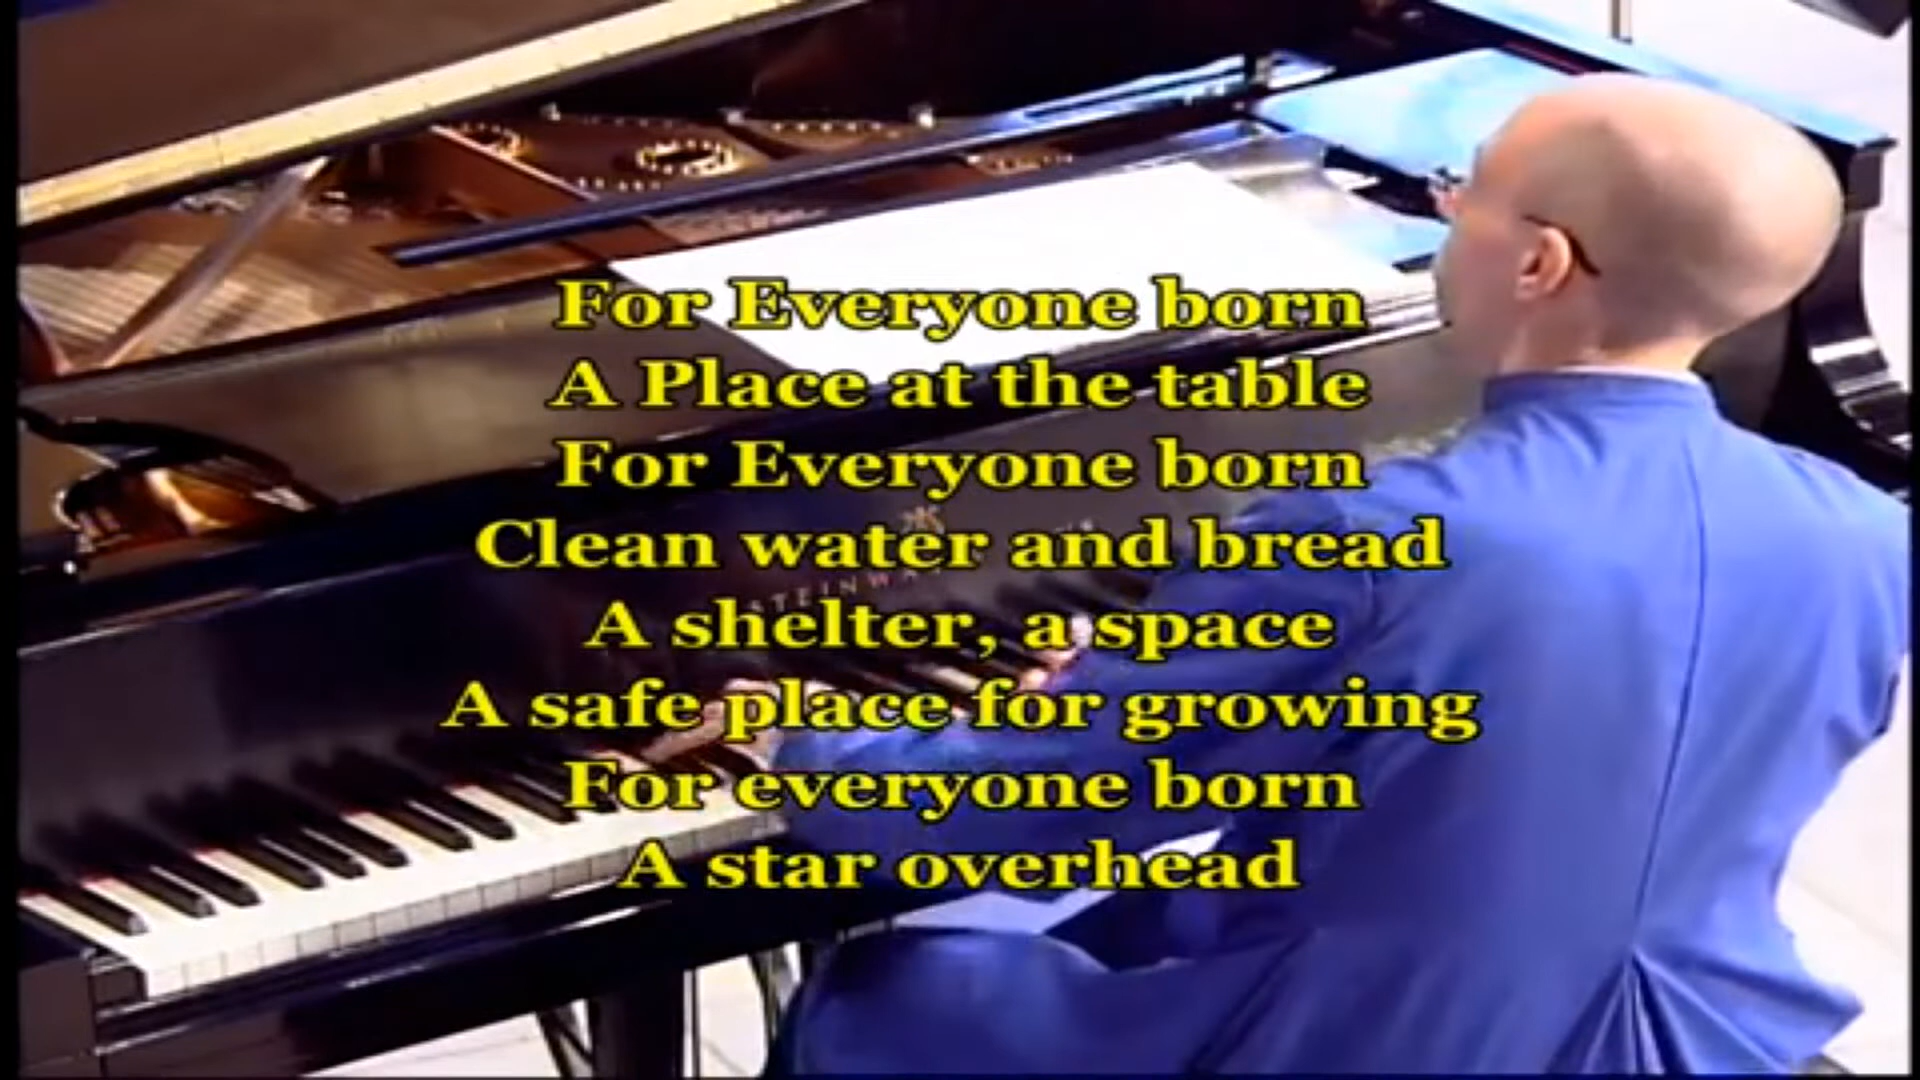 For Everyone born
A Place at the table
For Everyone born
Clean water and bread
A shelter, a space
A safe place for growing
For everyone born
A star overhead
STEINWAY